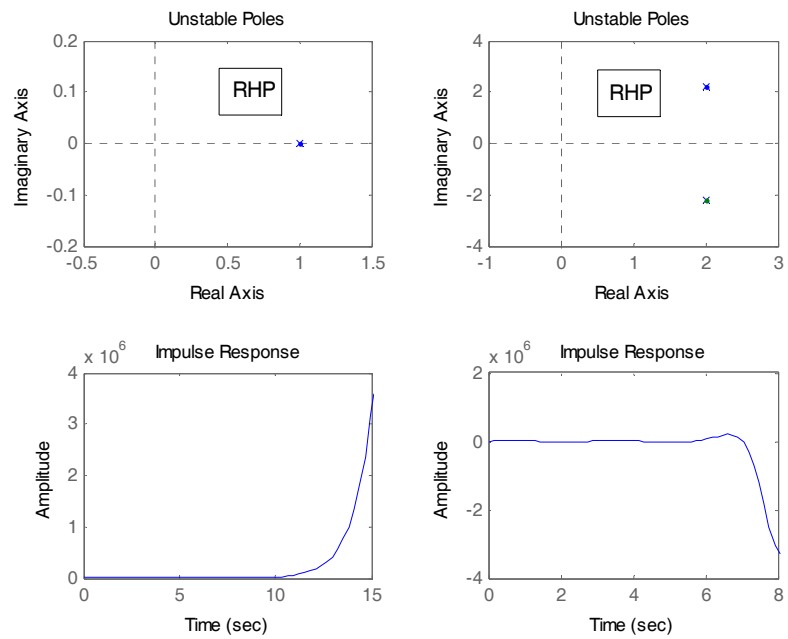 Unstable Poles
0.2
0.1
0
-0.1
-0.2
Imaginary Axis
RHP
-0.5 0 0.5 1 1.5
Real Axis
Unstable Poles
4
2
0
-2
-4
Imaginary Axis
RHP
-1 0 1 2 3
Real Axis
x 10^6
Impulse Response
4
3
2
1
0
Amplitude
0 5 10 15
Time (sec)
x 10^6
Impulse Response
2
0
-2
-4
Amplitude
0 2 4 6 8
Time (sec)